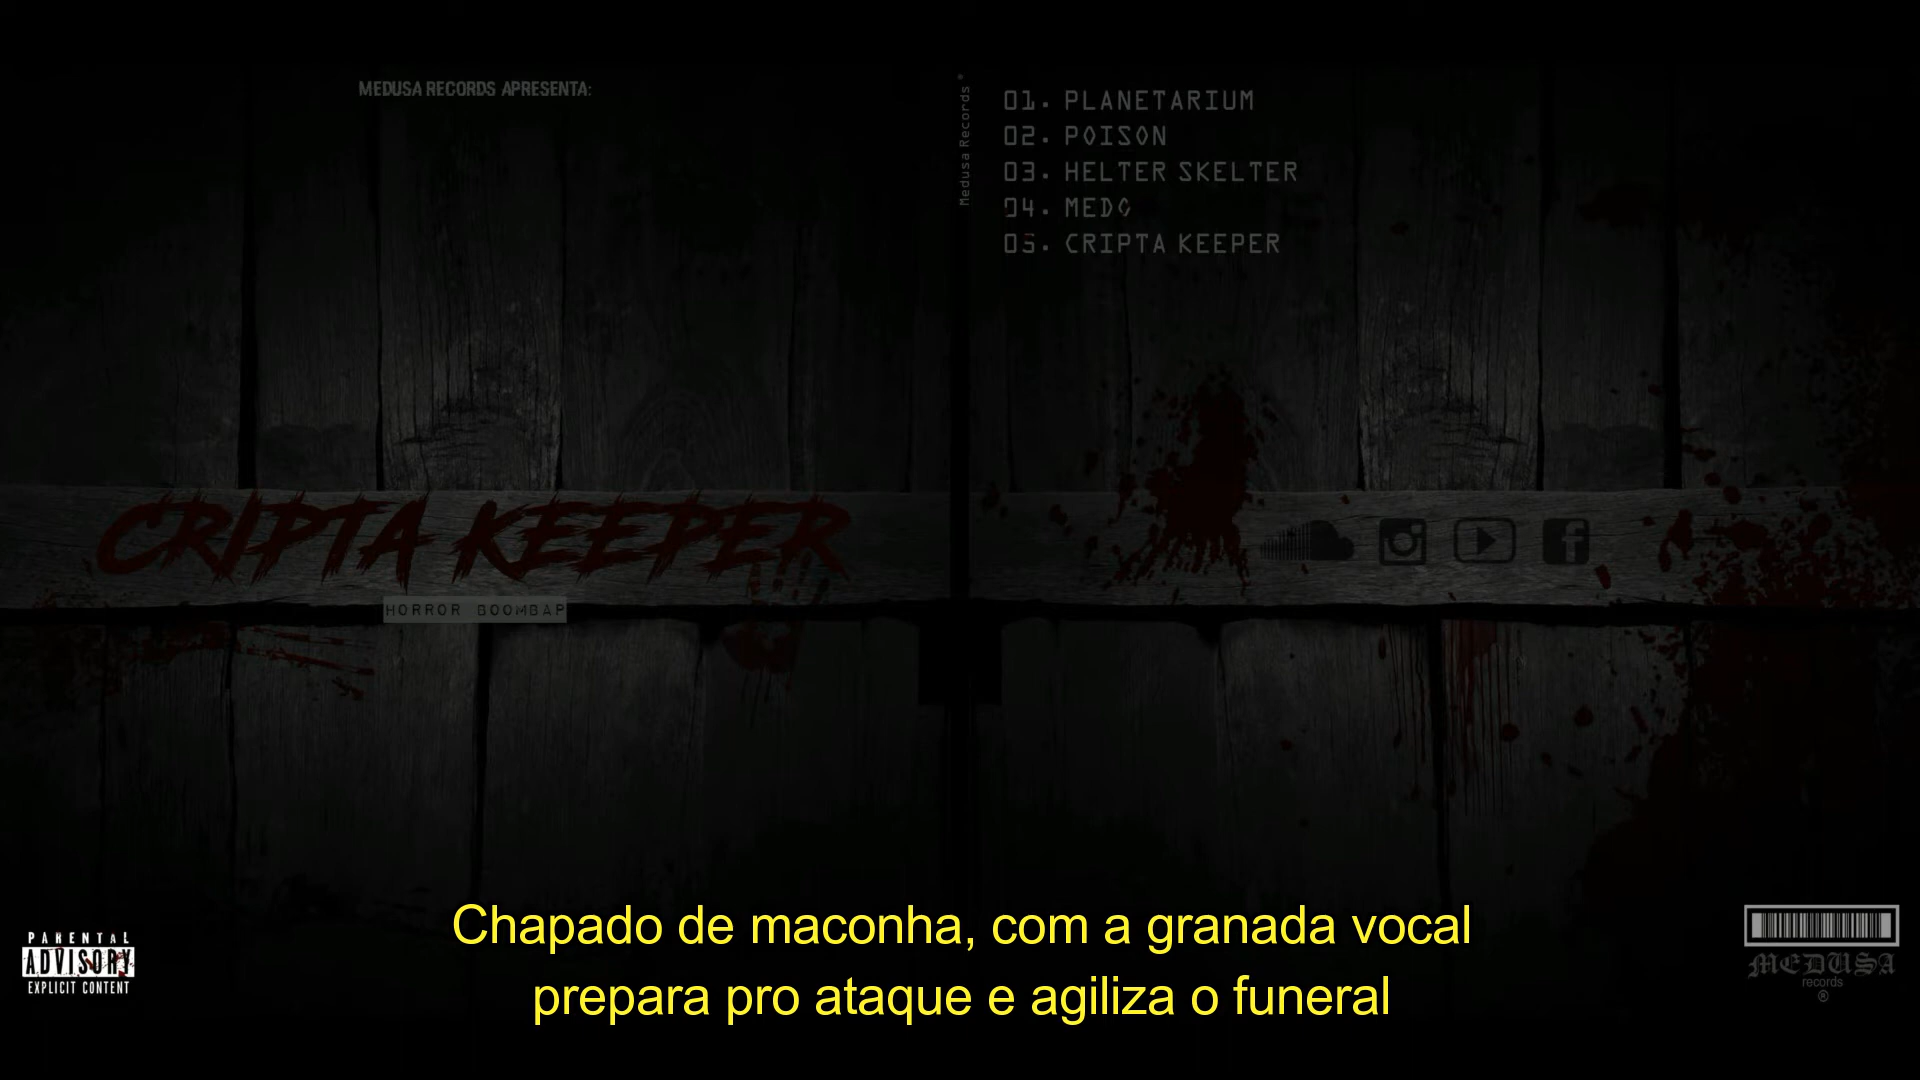 MEDUSA RECORDS APRESENTA:
Medusa Records®
01. PLANETARIUM
02. POISON
03. HELTER SKELTER
04. MEDO
05. CRIPTA KEEPER
CRIPTA KEEPER
HORROR BOOMBAP
PARENTAL
ADVISORY
EXPLICIT CONTENT
Chapado de maconha, com a granada vocal
prepara pro ataque e agiliza o funeral
MEDUSA
records
®